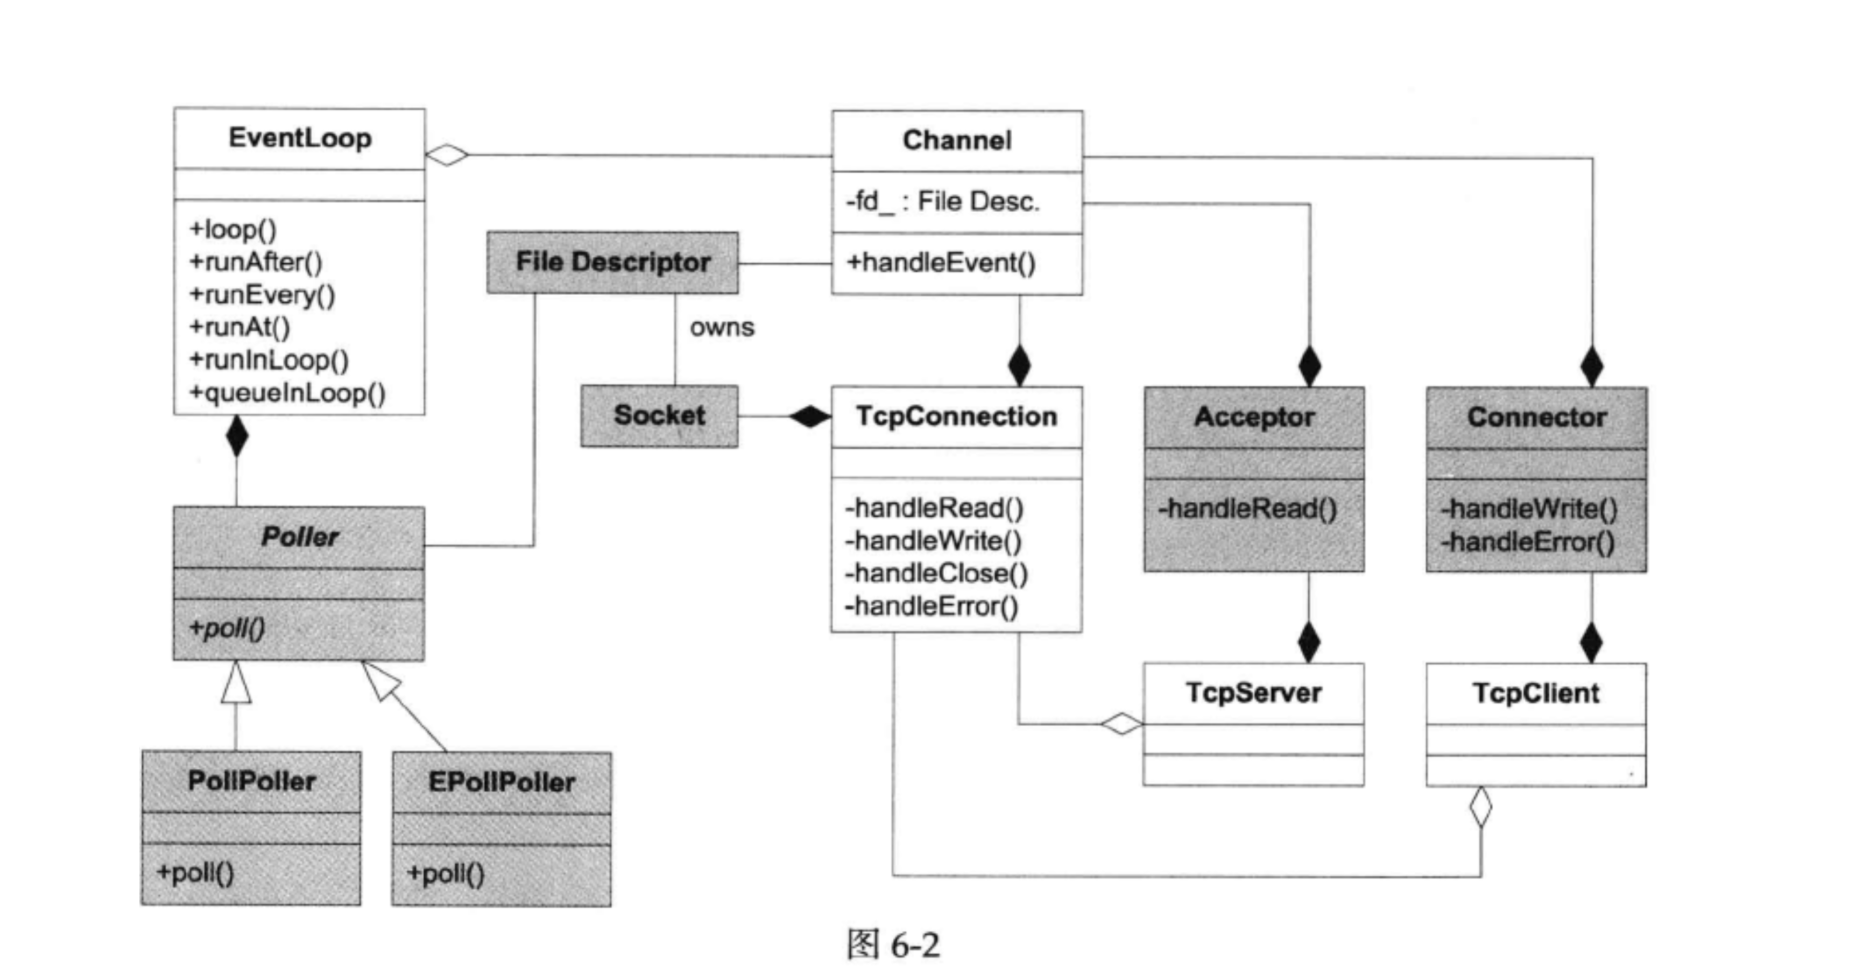 EventLoop
+loop()
+runAfter()
+runEvery()
+runAt()
+runInLoop()
+queueInLoop()
Channel
-fd_ : File Desc.
+handleEvent()
File Descriptor
owns
Socket
TcpConnection
-handleRead()
-handleWrite()
-handleClose()
-handleError()
Acceptor
-handleRead()
Connector
-handleWrite()
-handleError()
Poller
+poll()
TcpServer
TcpClient
PollPoller
+poll()
EPollPoller
+poll()
图 6-2